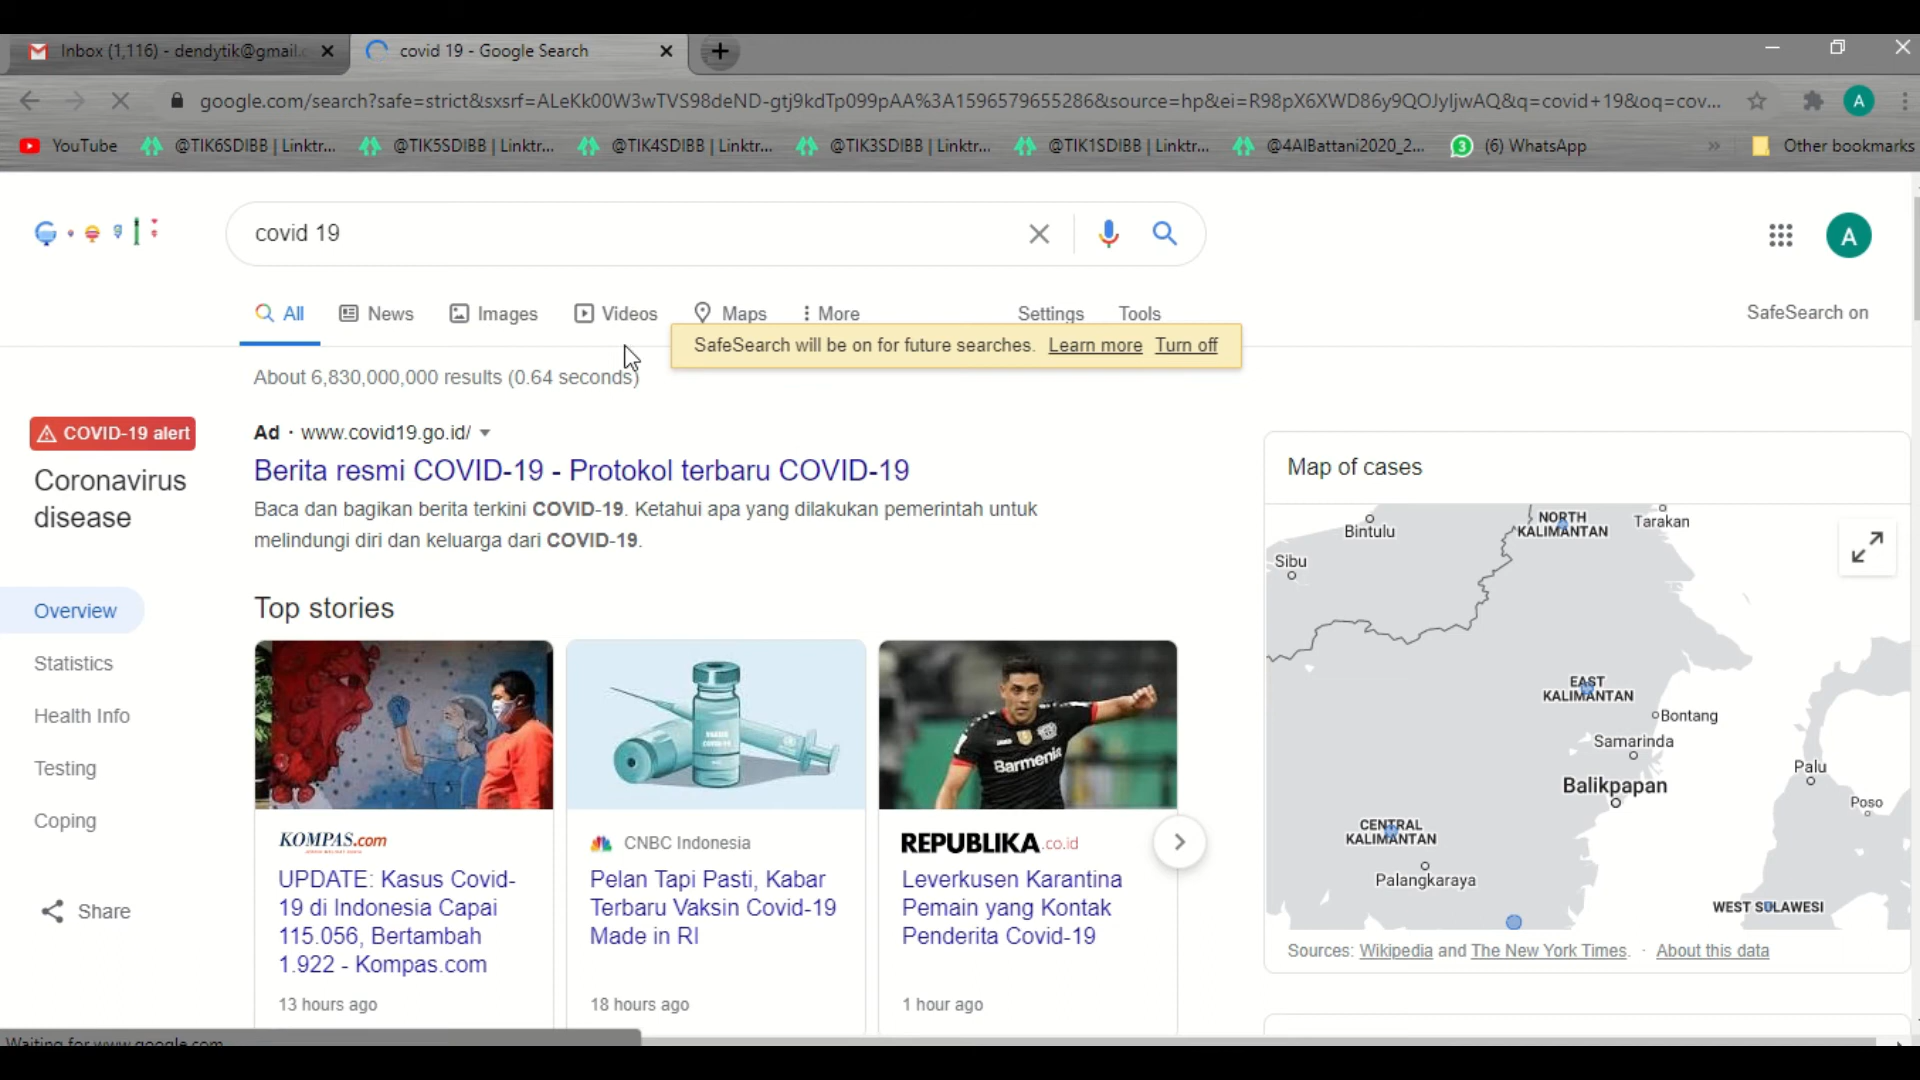 Inbox (1,116) - dendytik@gmail.c
covid 19 - Google Search
google.com/search?safe=strict&sxsrf=ALeKk00W3wTVS98deND-gtj9kdTp099pAA%3A1596579655286&source=hp&ei=R98pX6XWD86y9QOJyIjwAQ&q=covid+19&oq=cov...
A
YouTube
@TIK6SDIBB | Linktr...
@TIK5SDIBB | Linktr...
@TIK4SDIBB | Linktr...
@TIK3SDIBB | Linktr...
@TIK1SDIBB | Linktr...
@4AlBattani2020_2...
3
(6) WhatsApp
»
Other bookmarks
covid 19
A
All
News
Images
Videos
Maps
More
Settings
Tools
SafeSearch on
SafeSearch will be on for future searches. Learn more Turn off
About 6,830,000,000 results (0.64 seconds)
COVID-19 alert
Coronavirus
disease
Overview
Statistics
Health Info
Testing
Coping
Share
Ad · www.covid19.go.id/
Berita resmi COVID-19 - Protokol terbaru COVID-19
Baca dan bagikan berita terkini COVID-19. Ketahui apa yang dilakukan pemerintah untuk
melindungi diri dan keluarga dari COVID-19.
Top stories
KOMPAS.com
UPDATE: Kasus Covid-
19 di Indonesia Capai
115.056, Bertambah
1.922 - Kompas.com
13 hours ago
CNBC Indonesia
Pelan Tapi Pasti, Kabar
Terbaru Vaksin Covid-19
Made in RI
18 hours ago
Barmenia
REPUBLIKA.co.id
Leverkusen Karantina
Pemain yang Kontak
Penderita Covid-19
1 hour ago
Map of cases
Bintulu
NORTH
KALIMANTAN
Tarakan
Sibu
EAST
KALIMANTAN
Bontang
Samarinda
Palu
Balikpapan
Poso
CENTRAL
KALIMANTAN
Palangkaraya
WEST SULAWESI
Sources: Wikipedia and The New York Times. · About this data
Waiting for www.google.com